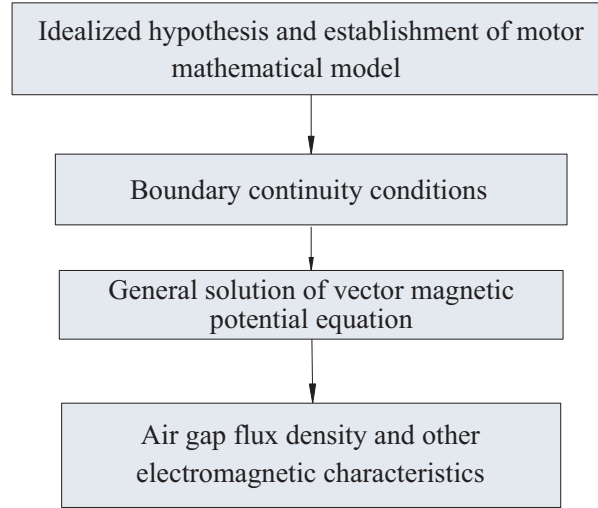 Idealized hypothesis and establishment of motor
mathematical model
Boundary continuity conditions
General solution of vector magnetic
potential equation
Air gap flux density and other
electromagnetic characteristics